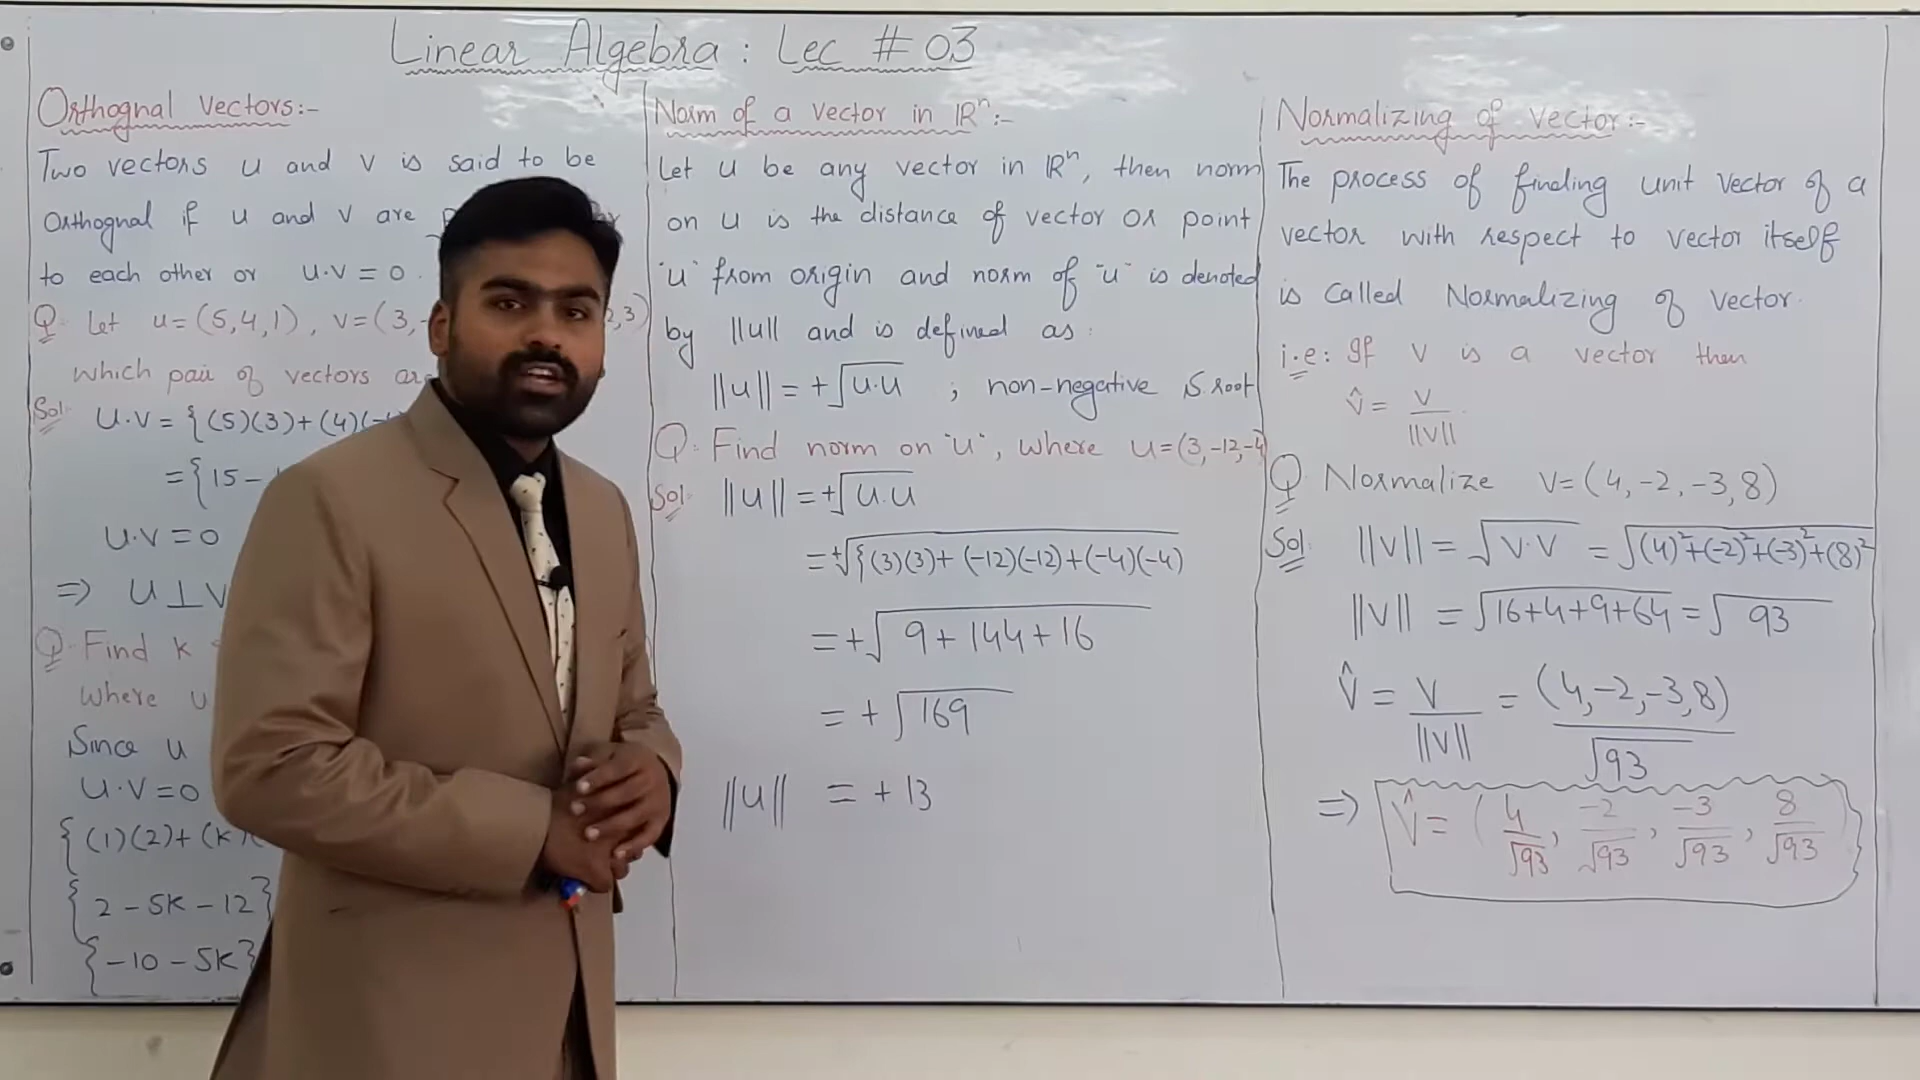 Linear Algebra : Lec # 03
Orthognal Vectors:-
Two vectors u and v is said to be
Orthognal if u and v are
to each other or u.v = 0.
Q. Let u=(5,4,1), v=(3,- 2,3)
which pair of vectors are
Sol: u.v = {(5)(3)+(4)(-
={15-
u.v=0
=> u⊥v
Q. Find k
where u
Since u
u.v=0
{(1)(2)+(k)(
{2-5k-12}
{-10-5k}
Norm of a vector in ℝⁿ:-
Let u be any vector in ℝⁿ, then norm
on u is the distance of vector or point
"u" from origin and norm of "u" is denoted
by ||u|| and is defined as:
||u|| = +√u.u ; non-negative S.root
Q. Find norm on "u", where u=(3,-12,-4)
Sol: ||u|| = +√u.u
= +√{(3)(3)+(-12)(-12)+(-4)(-4)
= +√9+144+16
= +√169
||u|| = +13
Normalizing of vector:-
The process of finding unit vector of a
vector with respect to vector itself
is called Normalizing of vector.
i.e: If v is a vector then
v̂ = v/||v||
Q Normalize v=(4,-2,-3,8)
Sol: ||v|| = √v.v = √(4)²+(-2)²+(-3)²+(8)²
||v|| = √16+4+9+64 = √93
v̂ = v/||v|| = (4,-2,-3,8)/√93
=> v̂ = (4/√93, -2/√93, -3/√93, 8/√93)